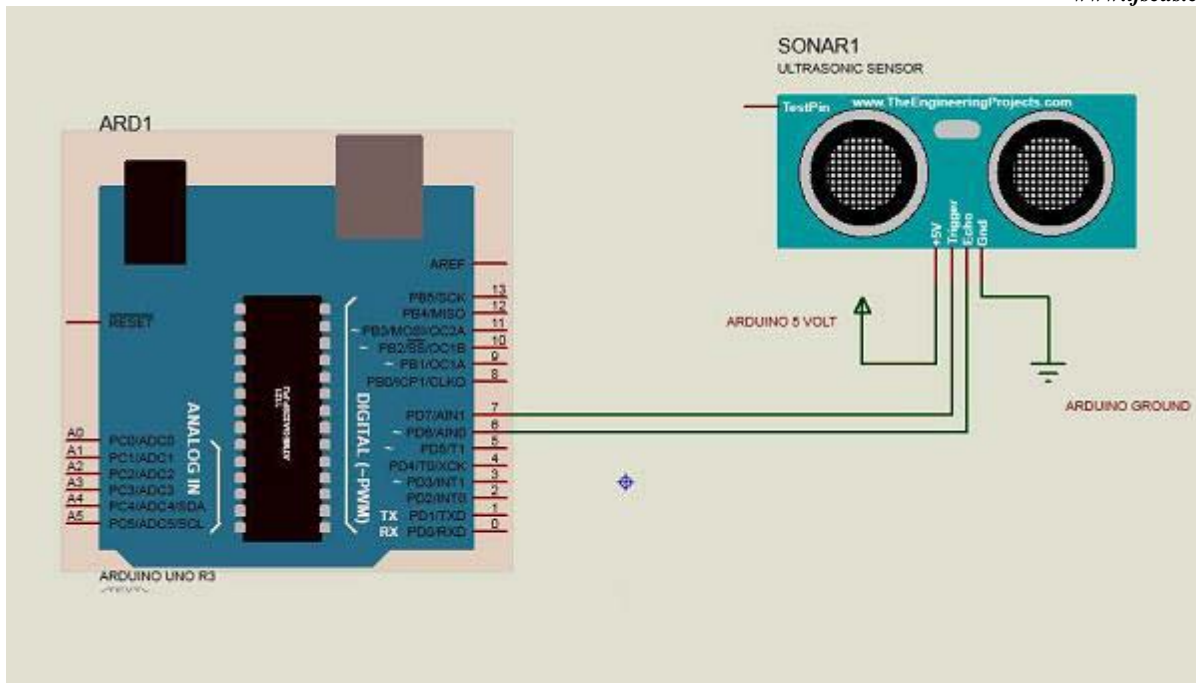 SONAR1
ULTRASONIC SENSOR
TestPin
www.TheEngineeringProjects.com
+5V
Trigger
Echo
Gnd
ARDUINO 5 VOLT
ARDUINO GROUND
ARD1
RESET
AREF
PB5/SCK 13
PB4/MISO 12
~PB3/MOSI/OC2A 11
~PB2/SS/OC1B 10
~PB1/OC1A 9
PB0/ICP1/CLKO 8
PD7/AIN1 7
~PD6/AIN0 6
~PD5/T1 5
PD4/T0/XCK 4
~PD3/INT1 3
PD2/INT0 2
TX PD1/TXD 1
RX PD0/RXD 0
DIGITAL (~PWM)
ANALOG IN
A0 PC0/ADC0
A1 PC1/ADC1
A2 PC2/ADC2
A3 PC3/ADC3
A4 PC4/ADC4/SDA
A5 PC5/ADC5/SCL
ARDUINO UNO R3